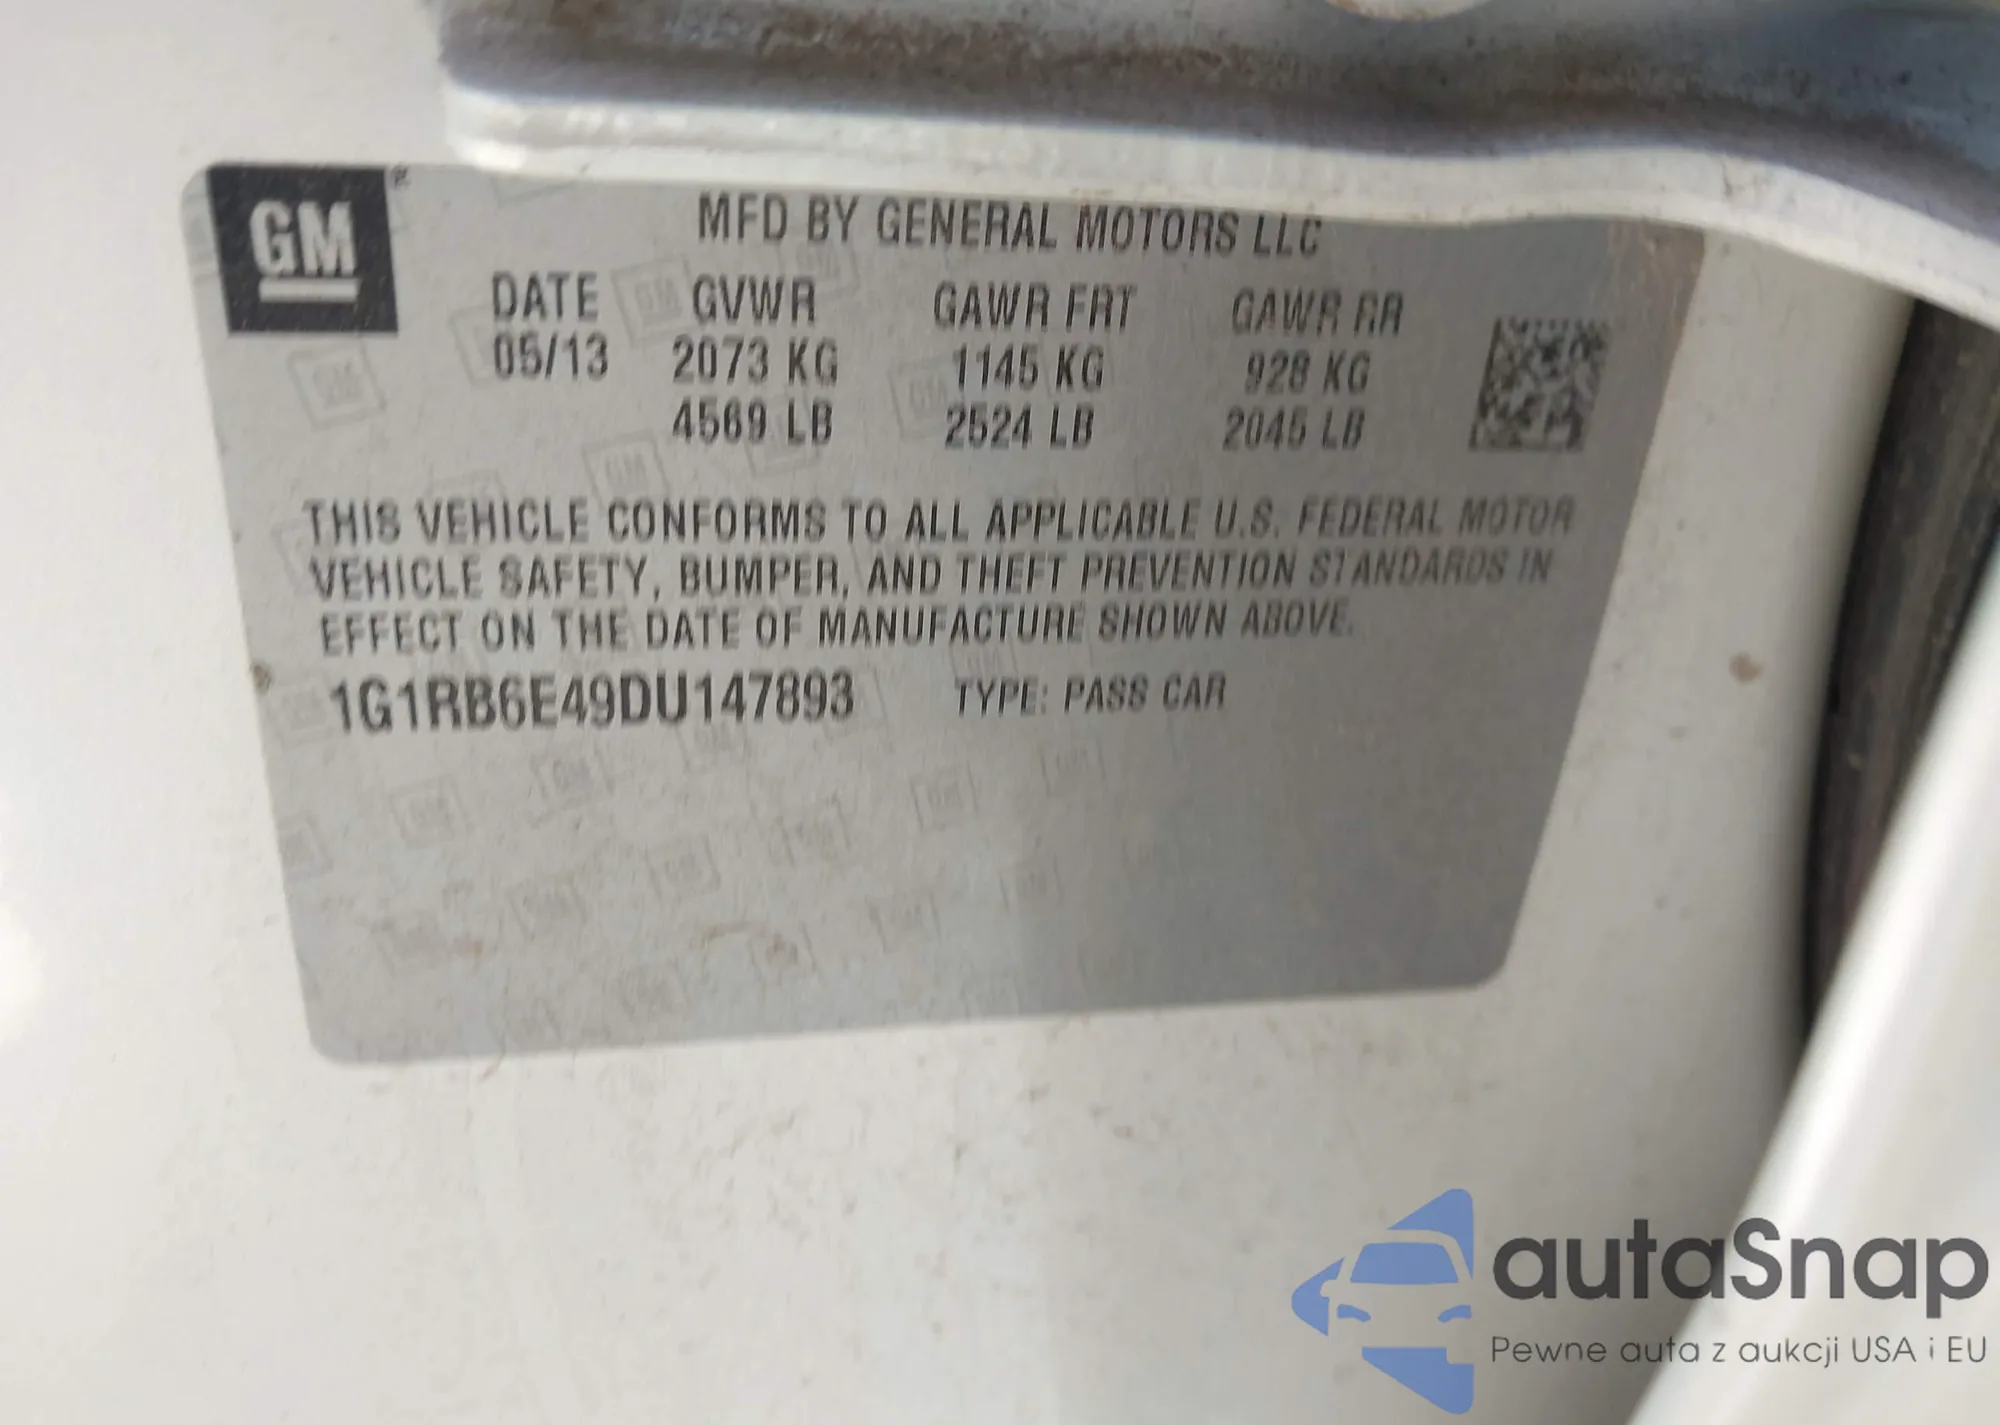 GM
MFD BY GENERAL MOTORS LLC
DATE GVWR GAWR FRT GAWR RR
05/13 2073 KG 1145 KG 928 KG
4569 LB 2524 LB 2045 LB
THIS VEHICLE CONFORMS TO ALL APPLICABLE U.S. FEDERAL MOTOR
VEHICLE SAFETY, BUMPER, AND THEFT PREVENTION STANDARDS IN
EFFECT ON THE DATE OF MANUFACTURE SHOWN ABOVE.
1G1RB6E49DU147893 TYPE: PASS CAR
autaSnap
Pewne auta z aukcji USA i EU